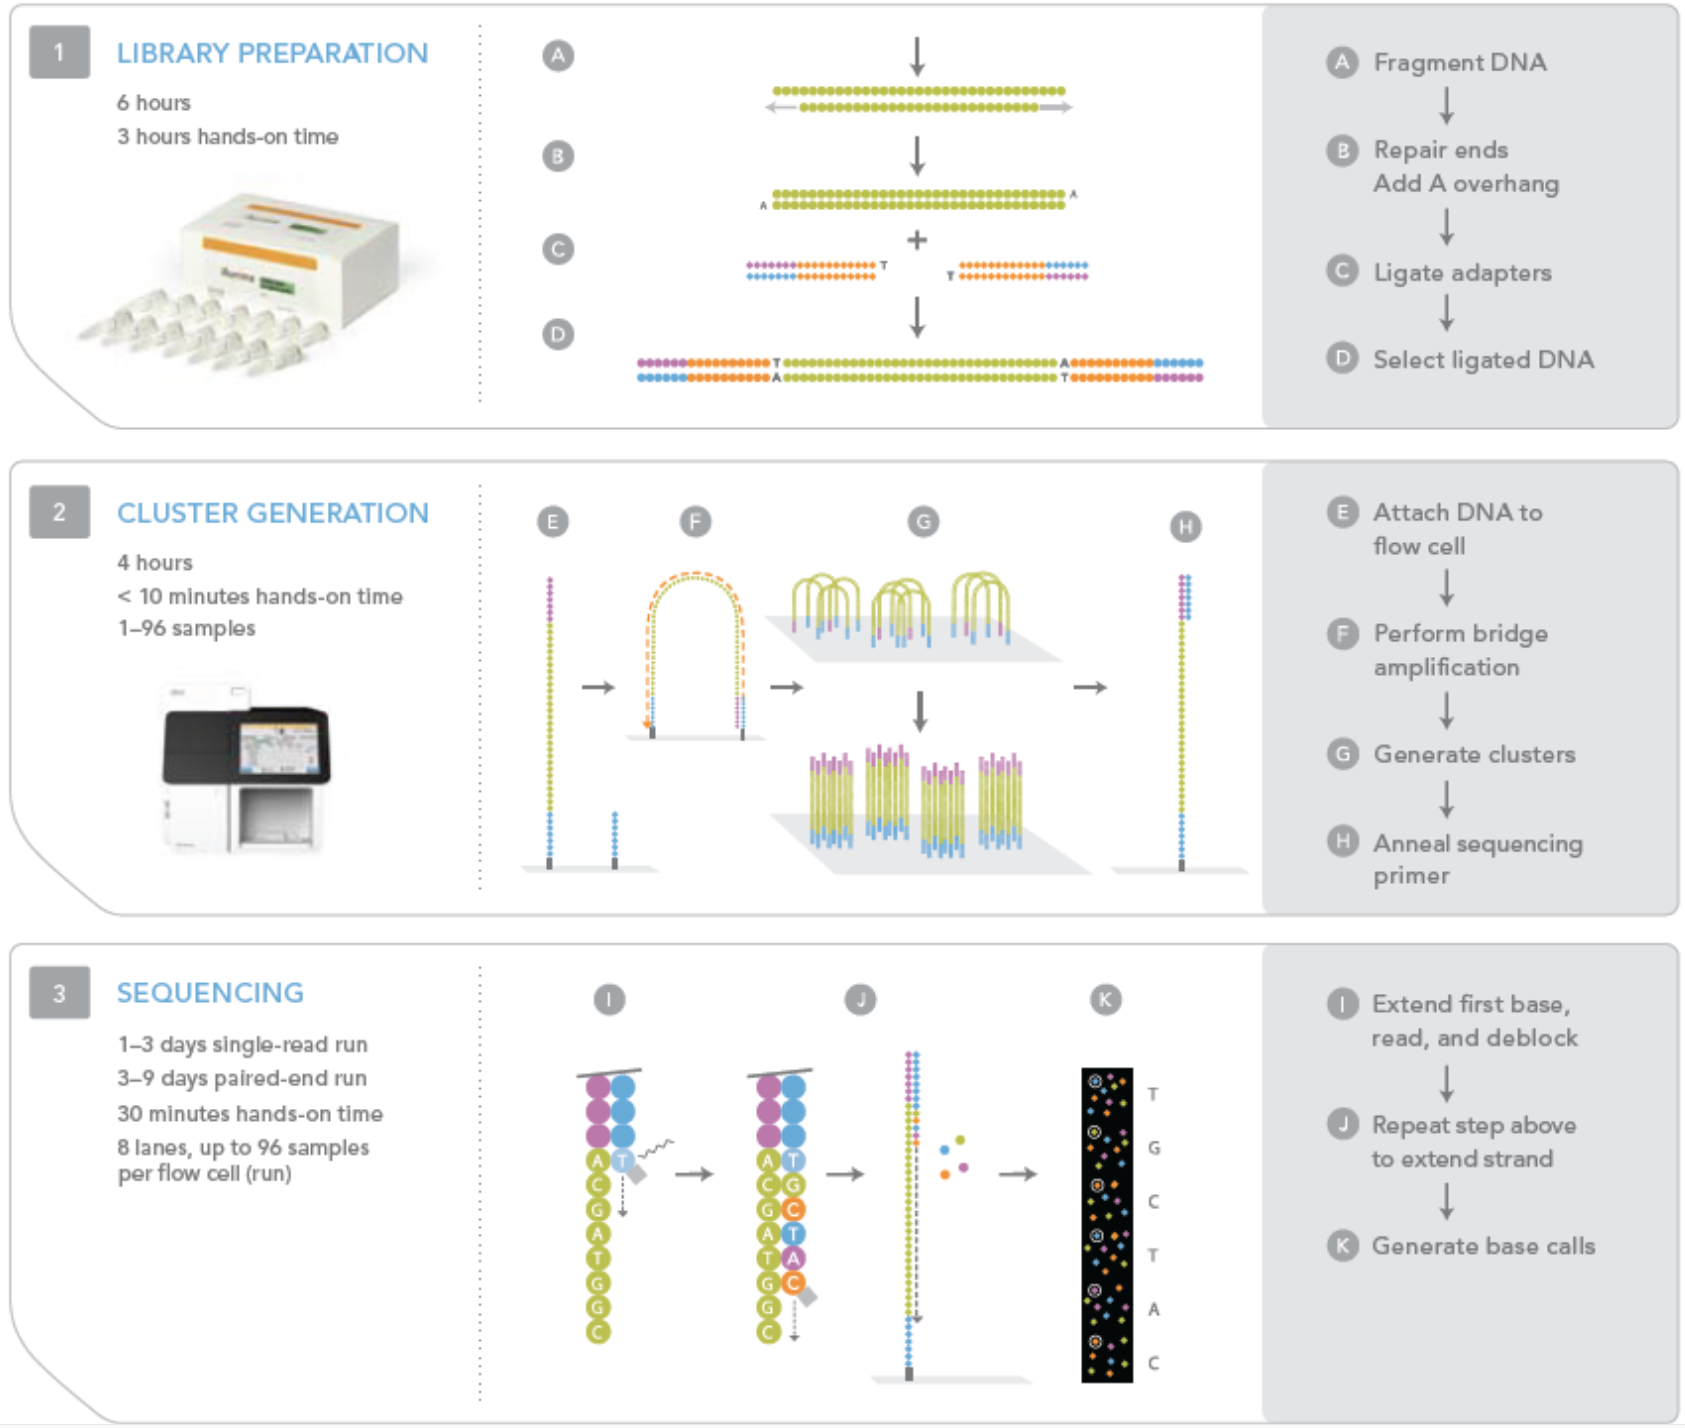 1
LIBRARY PREPARATION
6 hours
3 hours hands-on time
A
B
A
A
C
+
T
T
D
T
A
A
T
A Fragment DNA
B Repair ends
Add A overhang
C Ligate adapters
D Select ligated DNA
2
CLUSTER GENERATION
4 hours
< 10 minutes hands-on time
1–96 samples
E
F
G
H
E Attach DNA to
flow cell
F Perform bridge
amplification
G Generate clusters
H Anneal sequencing
primer
3
SEQUENCING
1–3 days single-read run
3–9 days paired-end run
30 minutes hands-on time
8 lanes, up to 96 samples
per flow cell (run)
I
J
K
A T
C
G
A
T
G
G
C
A T
C G
G C
A T
T A
G C
G
C
T
G
C
T
A
C
I Extend first base,
read, and deblock
J Repeat step above
to extend strand
K Generate base calls